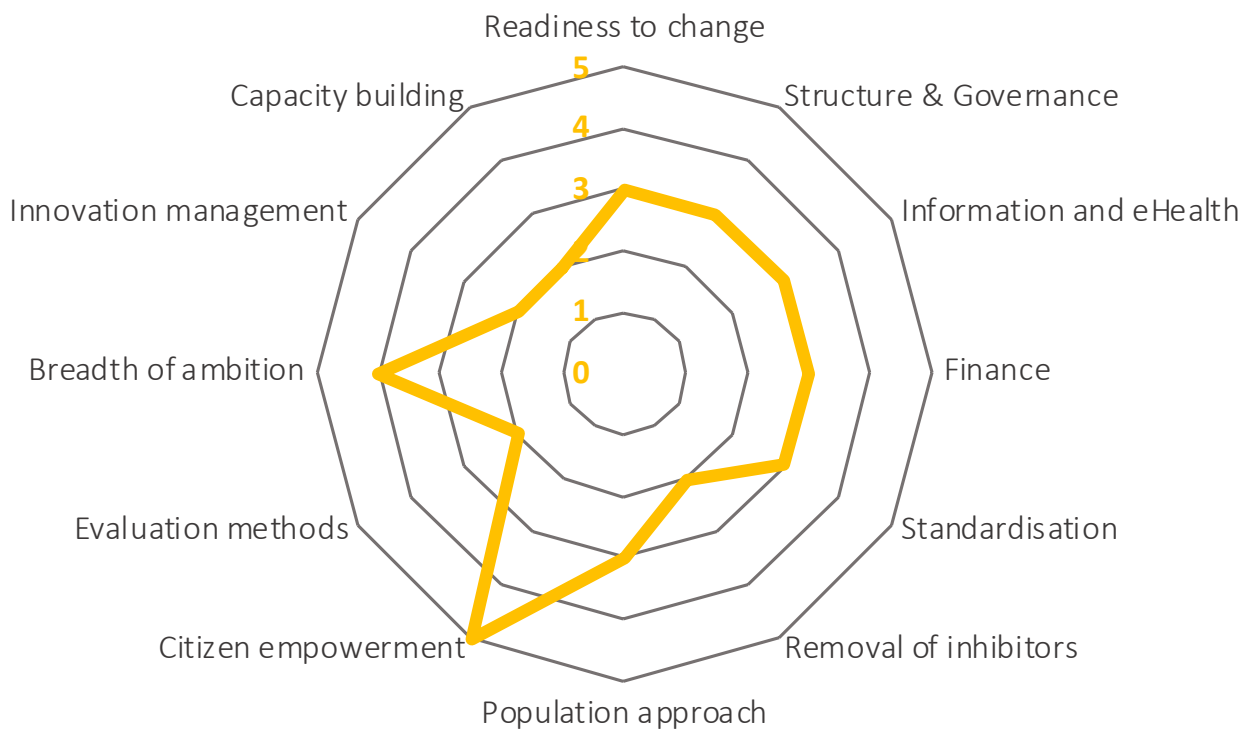 Readiness to change
5
Capacity building
Structure & Governance
4
3
Innovation management
Information and eHealth
2
1
Breadth of ambition
0
Finance
Evaluation methods
Standardisation
Citizen empowerment
Removal of inhibitors
Population approach